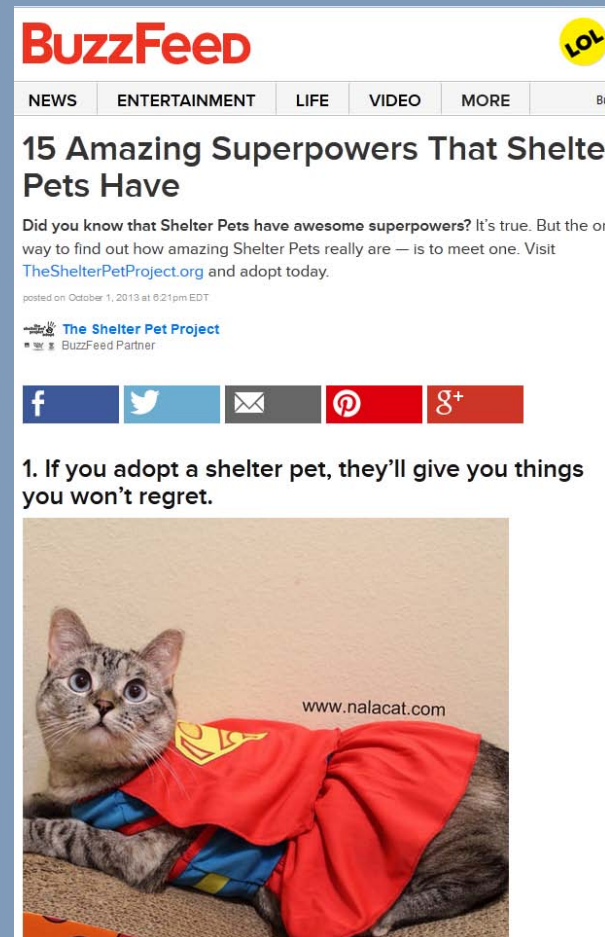 BuzzFeed
LOL
NEWS ENTERTAINMENT LIFE VIDEO MORE
15 Amazing Superpowers That Shelte
Pets Have
Did you know that Shelter Pets have awesome superpowers? It's true. But the
way to find out how amazing Shelter Pets really are — is to meet one. Visit
TheShelterPetProject.org and adopt today.
posted on October 1, 2013 at 6:21pm EDT
The Shelter Pet Project
BuzzFeed Partner
f g+
1. If you adopt a shelter pet, they'll give you things
you won't regret.
www.nalacat.com